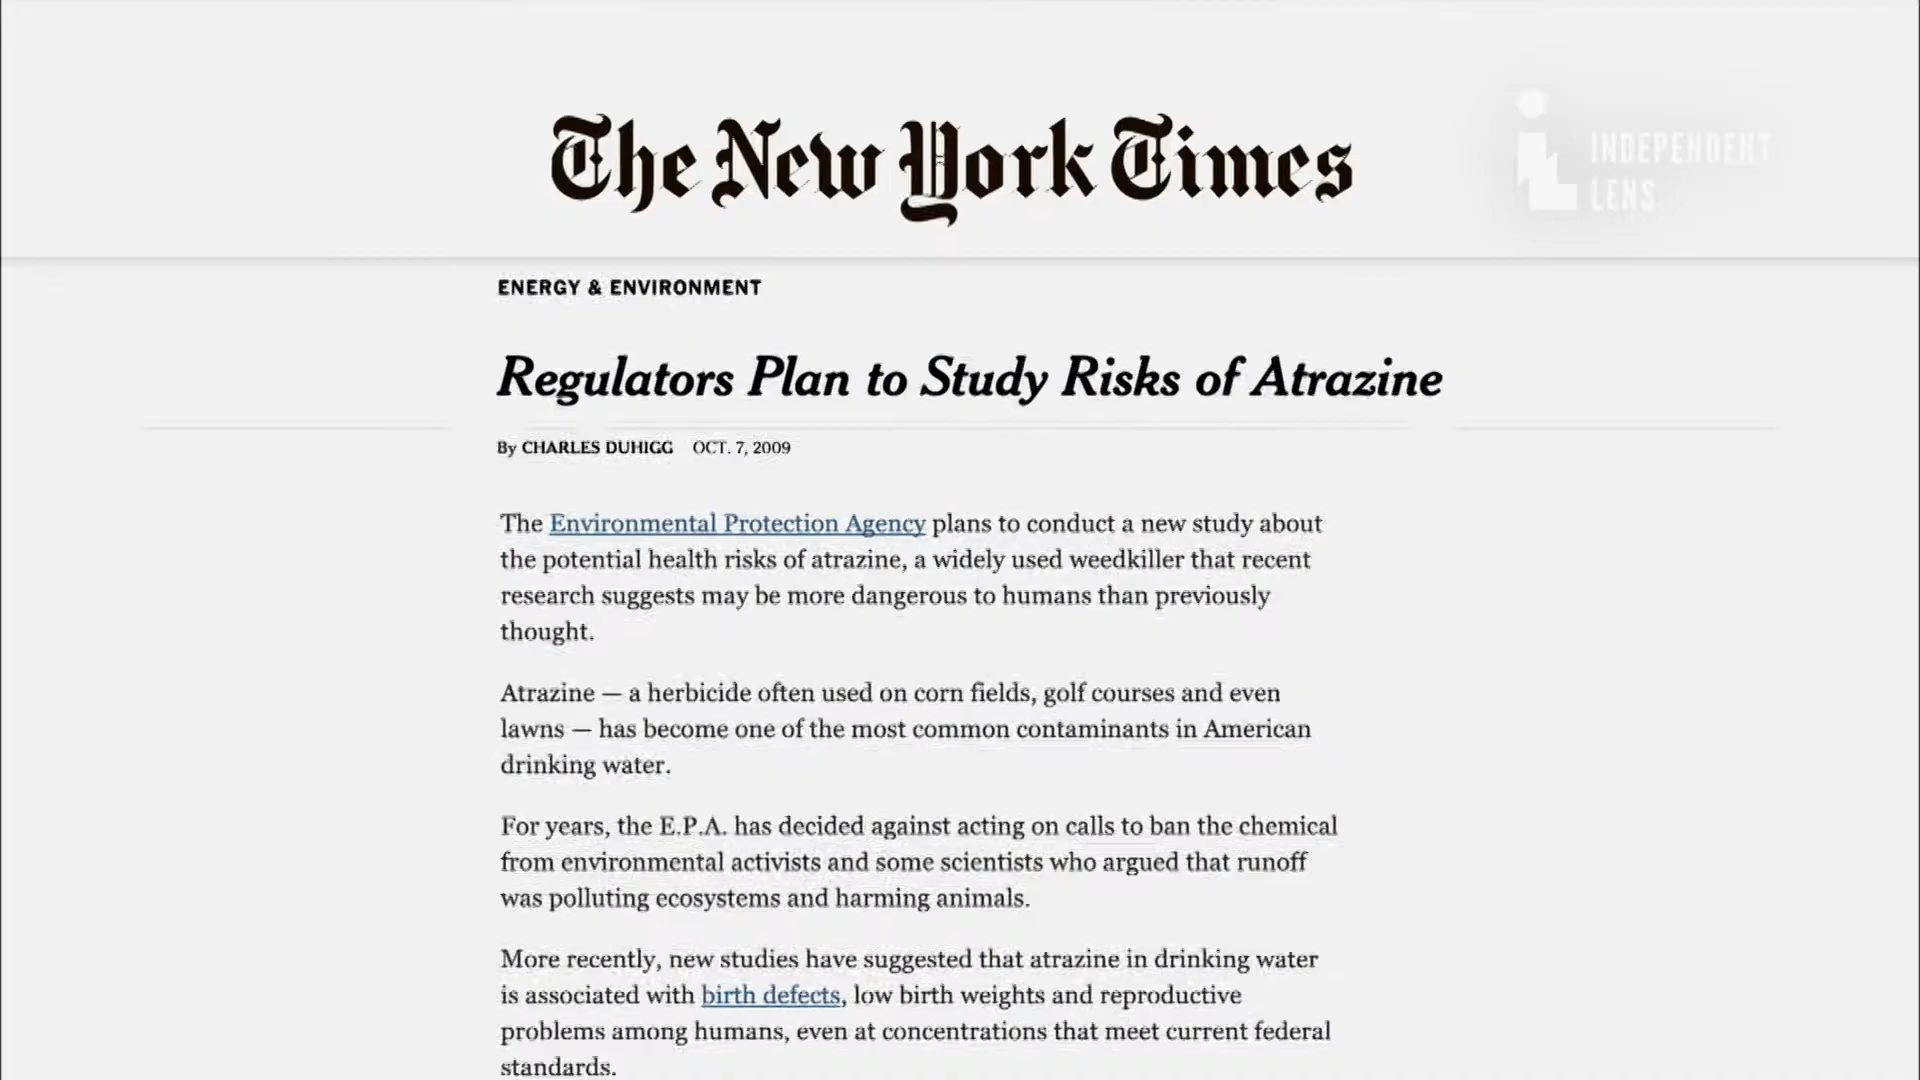 The New York Times
INDEPENDENT
LENS
ENERGY & ENVIRONMENT
Regulators Plan to Study Risks of Atrazine
By CHARLES DUHIGG OCT. 7, 2009
The Environmental Protection Agency plans to conduct a new study about
the potential health risks of atrazine, a widely used weedkiller that recent
research suggests may be more dangerous to humans than previously
thought.
Atrazine — a herbicide often used on corn fields, golf courses and even
lawns — has become one of the most common contaminants in American
drinking water.
For years, the E.P.A. has decided against acting on calls to ban the chemical
from environmental activists and some scientists who argued that runoff
was polluting ecosystems and harming animals.
More recently, new studies have suggested that atrazine in drinking water
is associated with birth defects, low birth weights and reproductive
problems among humans, even at concentrations that meet current federal
standards.